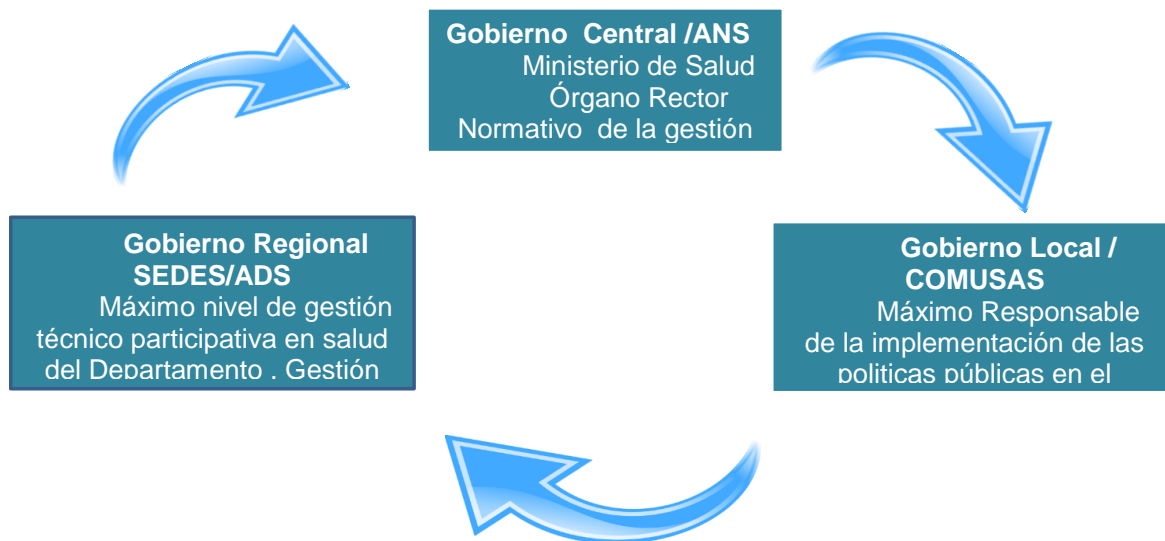 Gobierno Central /ANS
Ministerio de Salud
Órgano Rector
Normativo de la gestión
Gobierno Regional
SEDES/ADS
Máximo nivel de gestión
técnico participativa en salud
del Departamento . Gestión
Gobierno Local /
COMUSAS
Máximo Responsable
de la implementación de las
politicas públicas en el